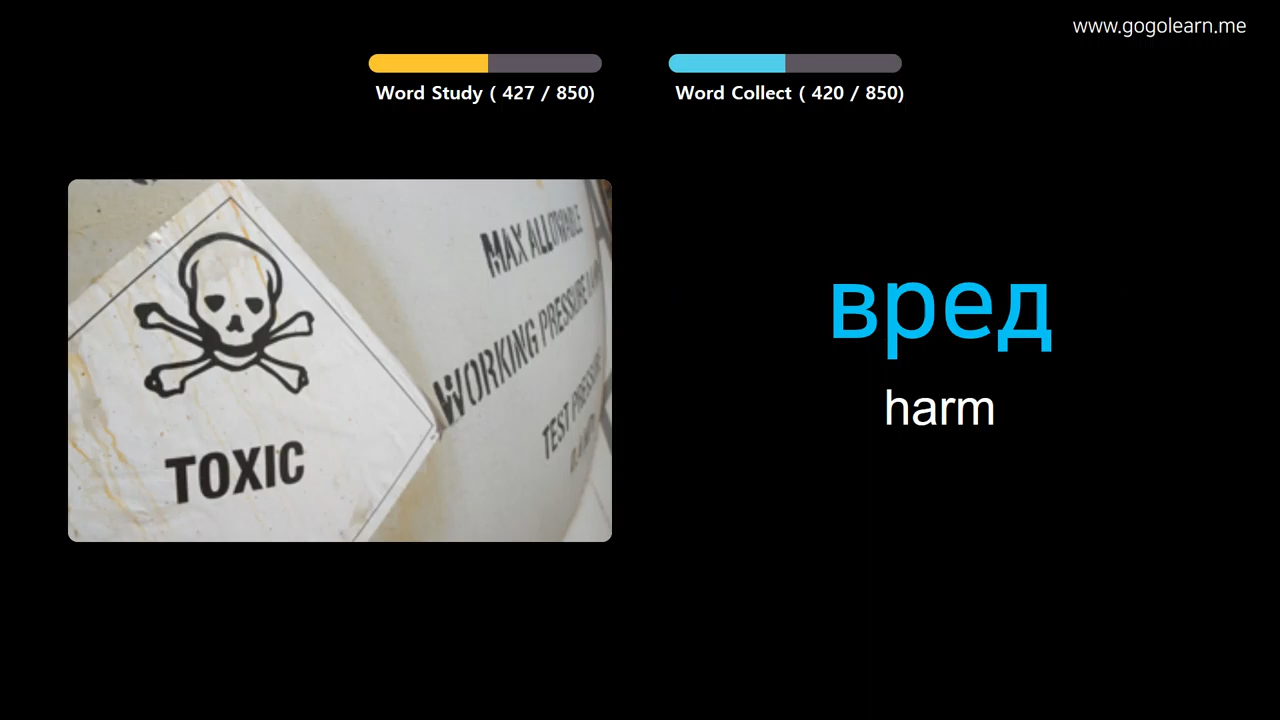 www.gogolearn.me
Word Study ( 427 / 850)
Word Collect ( 420 / 850)
TOXIC
MAX ALLOWABLE
WORKING PRESSURE
TEST PRESSURE
вред
harm